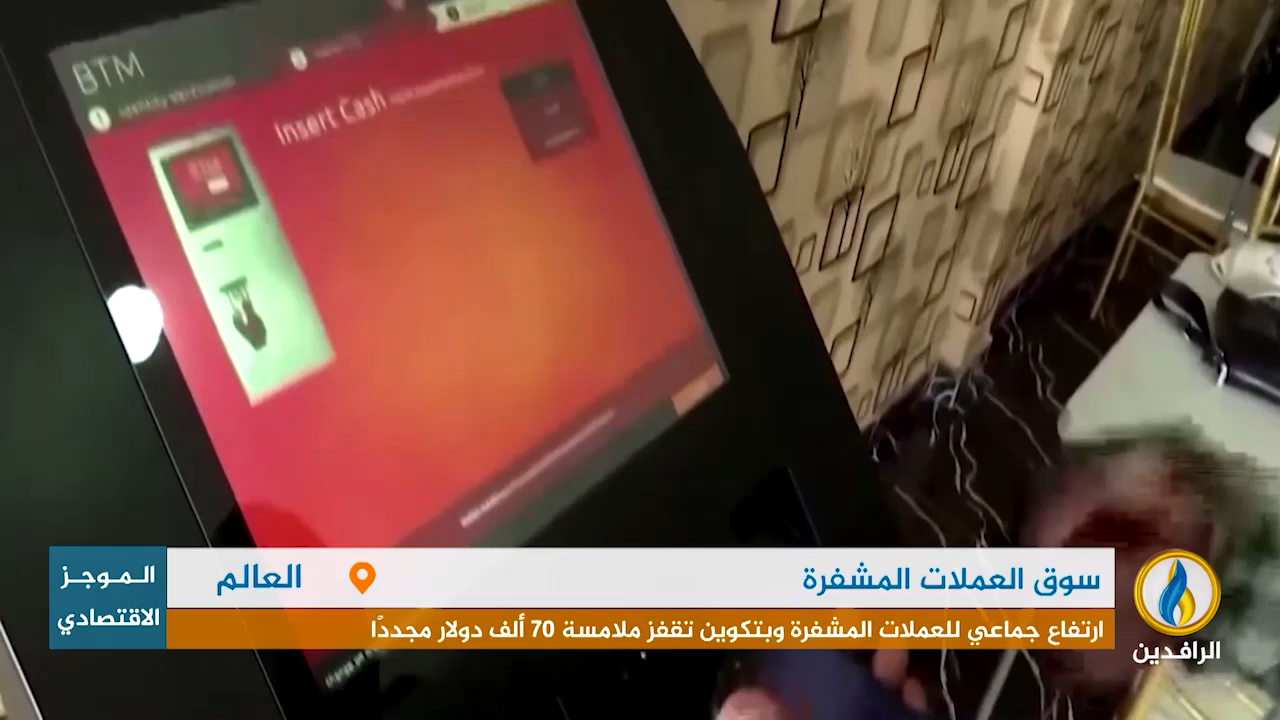 BTM
Insert Cash
BTM
سوق العملات المشفرة
العالم
ارتفاع جماعي للعملات المشفرة وبتكوين تقفز ملامسة 70 ألف دولار مجددًا
الموجز
الاقتصادي
الرافدين